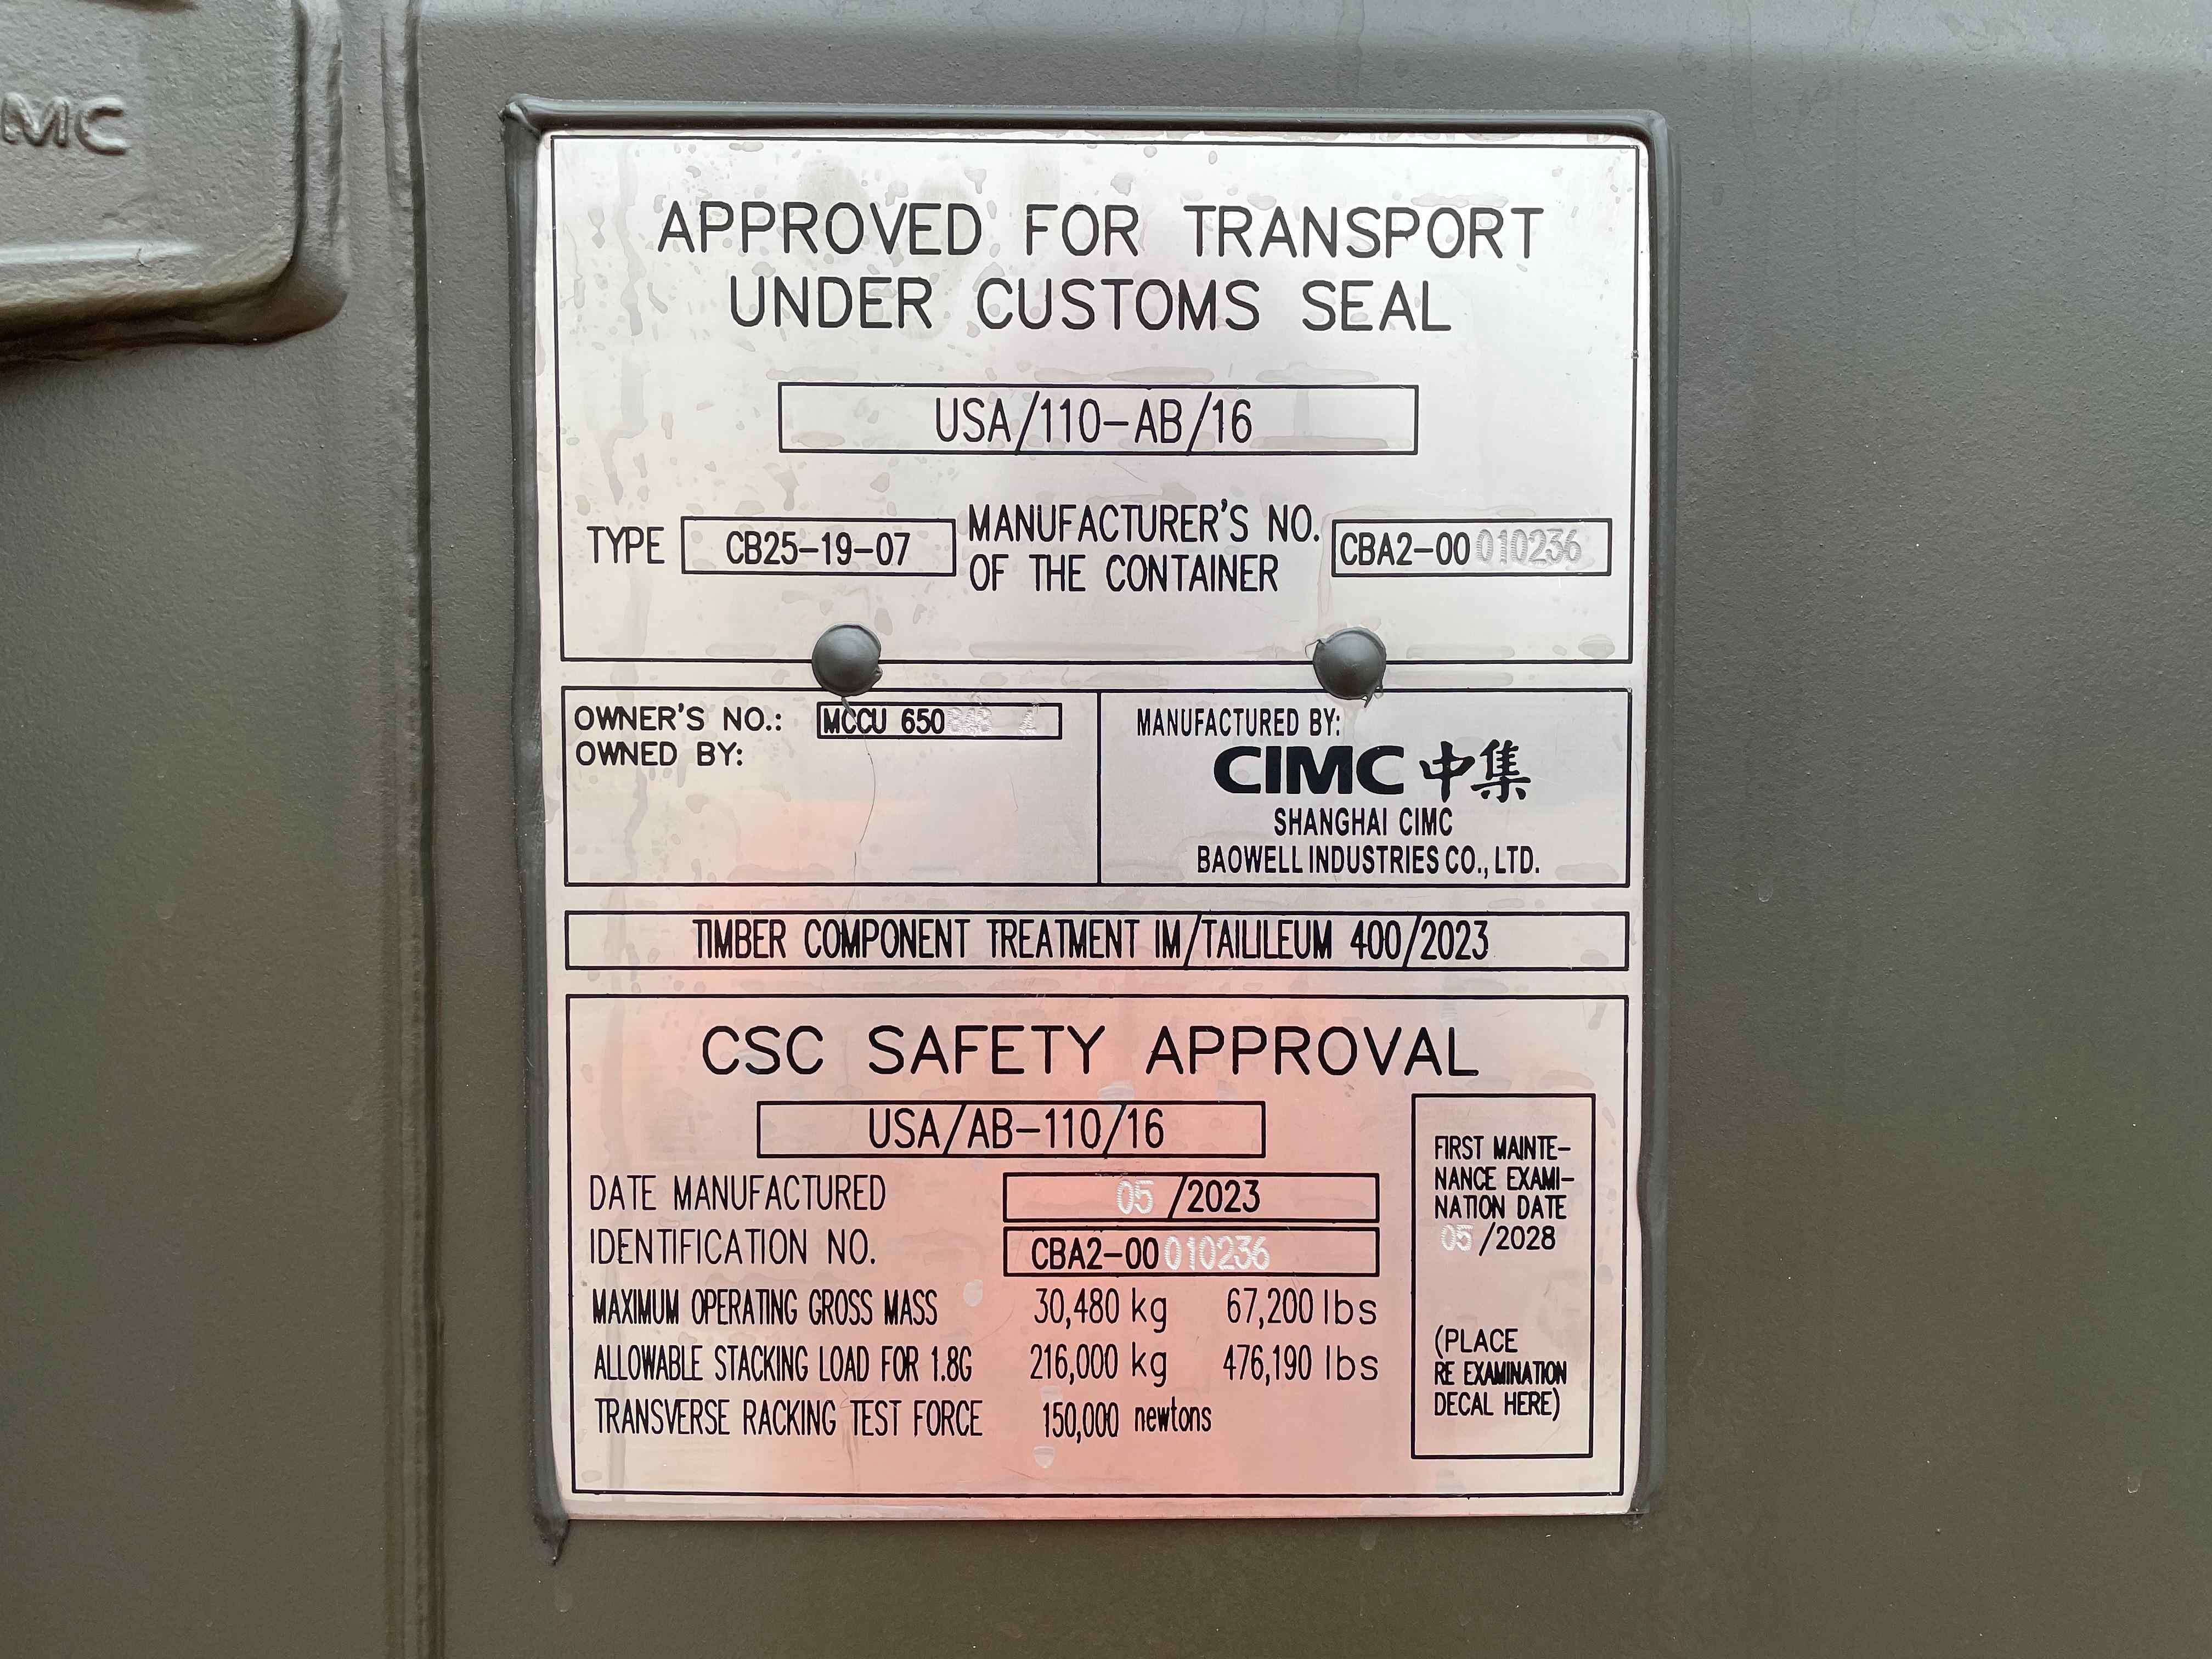 MC
APPROVED FOR TRANSPORT
UNDER CUSTOMS SEAL
USA/110-AB/16
TYPE CB25-19-07 MANUFACTURER'S NO.
OF THE CONTAINER CBA2-00010236
OWNER'S NO.: MCCU 650
OWNED BY:
MANUFACTURED BY:
CIMC 中集
SHANGHAI CIMC
BAOWELL INDUSTRIES CO., LTD.
TIMBER COMPONENT TREATMENT IM/TAILILEUM 400/2023
CSC SAFETY APPROVAL
USA/AB-110/16
DATE MANUFACTURED 05/2023
IDENTIFICATION NO. CBA2-00010236
MAXIMUM OPERATING GROSS MASS 30,480 kg 67,200 lbs
ALLOWABLE STACKING LOAD FOR 1.8G 216,000 kg 476,190 lbs
TRANSVERSE RACKING TEST FORCE 150,000 newtons
FIRST MAINTE-
NANCE EXAMI-
NATION DATE
05/2028
(PLACE
RE EXAMINATION
DECAL HERE)